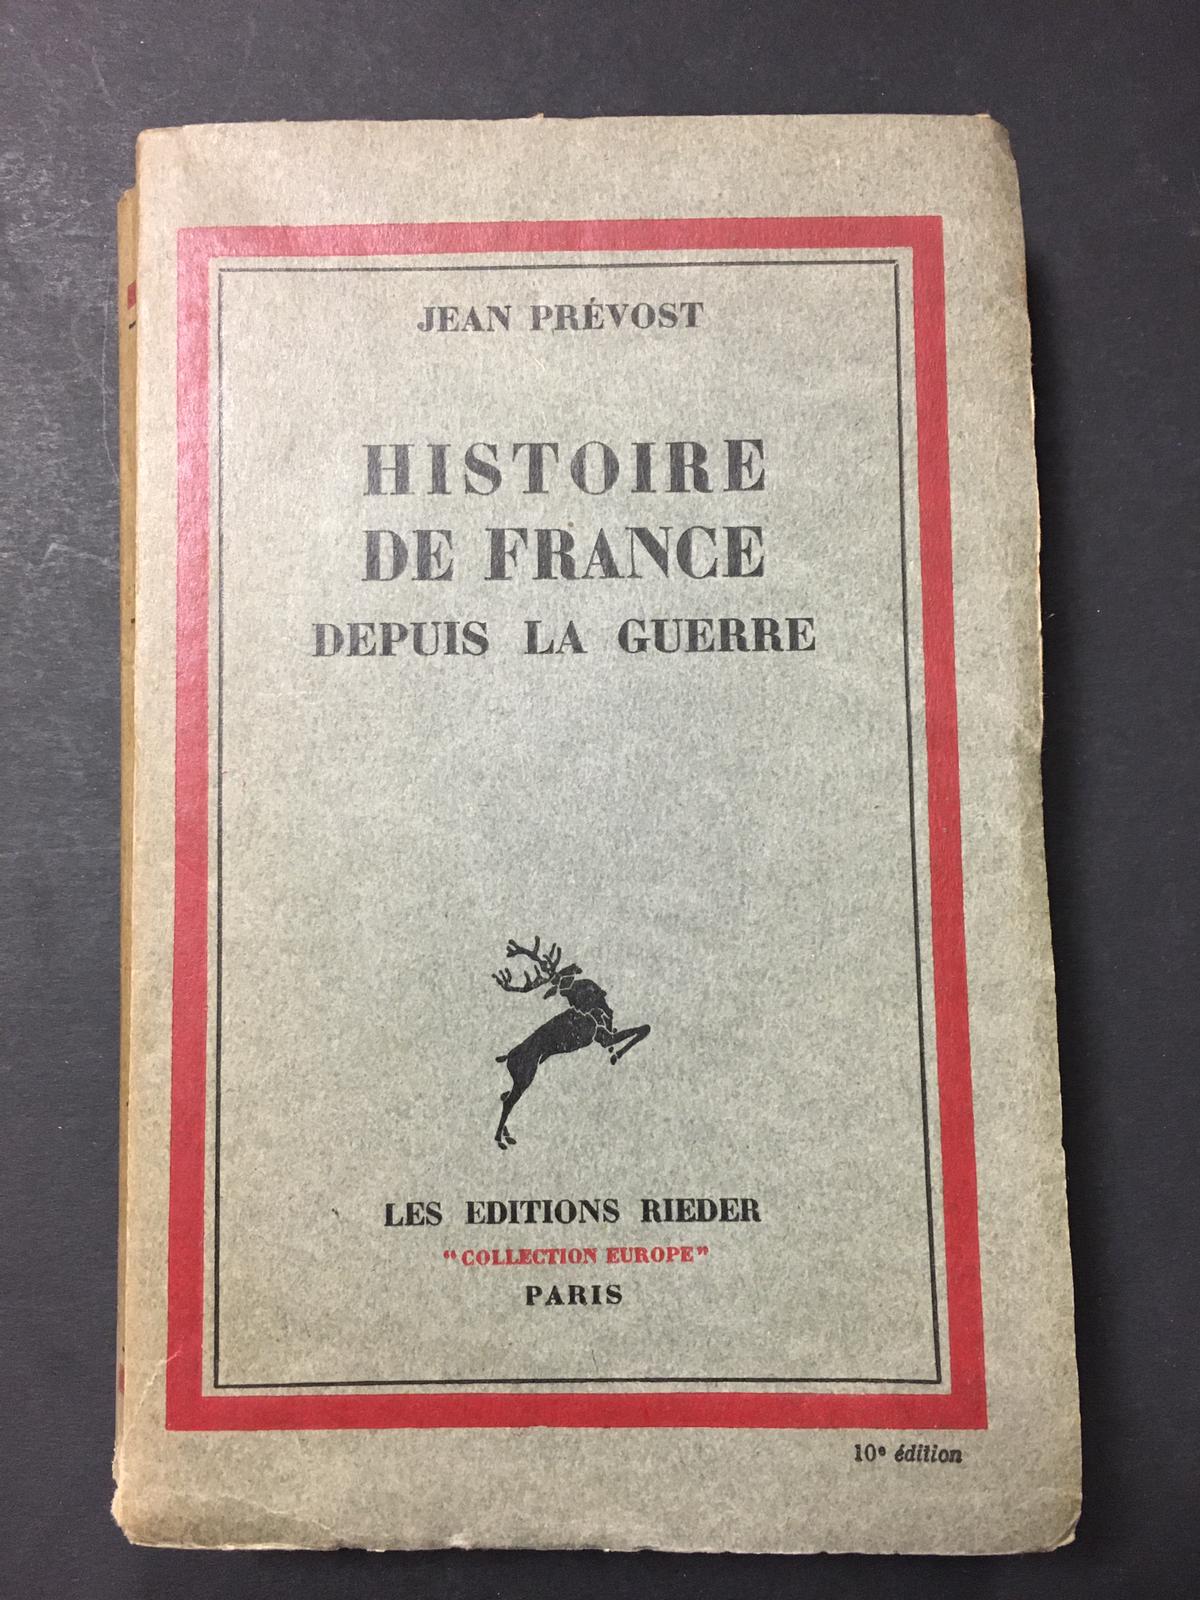 JEAN PRÉVOST
HISTOIRE
DE FRANCE
DEPUIS LA GUERRE
LES EDITIONS RIEDER
“COLLECTION EUROPE”
PARIS
10e édition